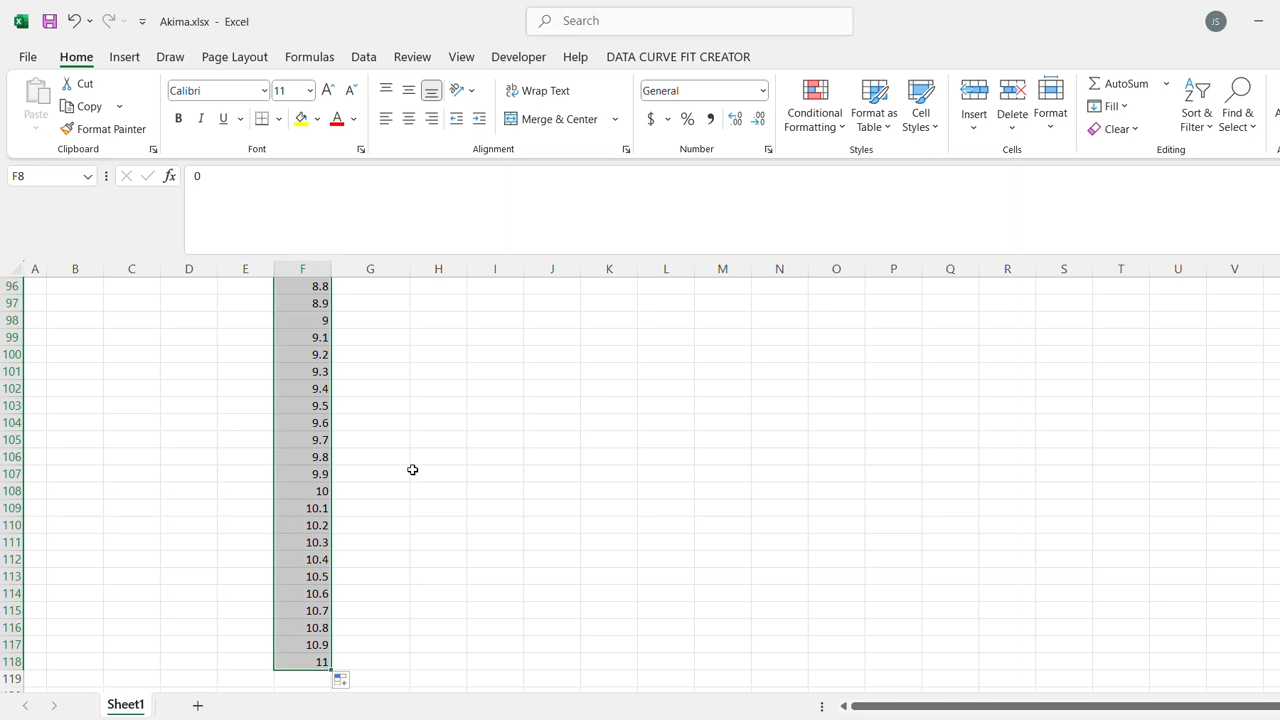 Akima.xlsx - Excel
Search
JS
File Home Insert Draw Page Layout Formulas Data Review View Developer Help DATA CURVE FIT CREATOR
Paste
Cut
Copy
Format Painter
Clipboard
Calibri 11
B I U
Font
Wrap Text
Merge & Center
Alignment
General
$ % 9
Number
Conditional Formatting
Format as Table
Cell Styles
Styles
Insert Delete Format
Cells
AutoSum
Fill
Clear
Sort & Filter
Find & Select
Editing
F8 fx 0
A B C D E F G H I J K L M N O P Q R S T U V
96 8.8
97 8.9
98 9
99 9.1
100 9.2
101 9.3
102 9.4
103 9.5
104 9.6
105 9.7
106 9.8
107 9.9
108 10
109 10.1
110 10.2
111 10.3
112 10.4
113 10.5
114 10.6
115 10.7
116 10.8
117 10.9
118 11
119
Sheet1